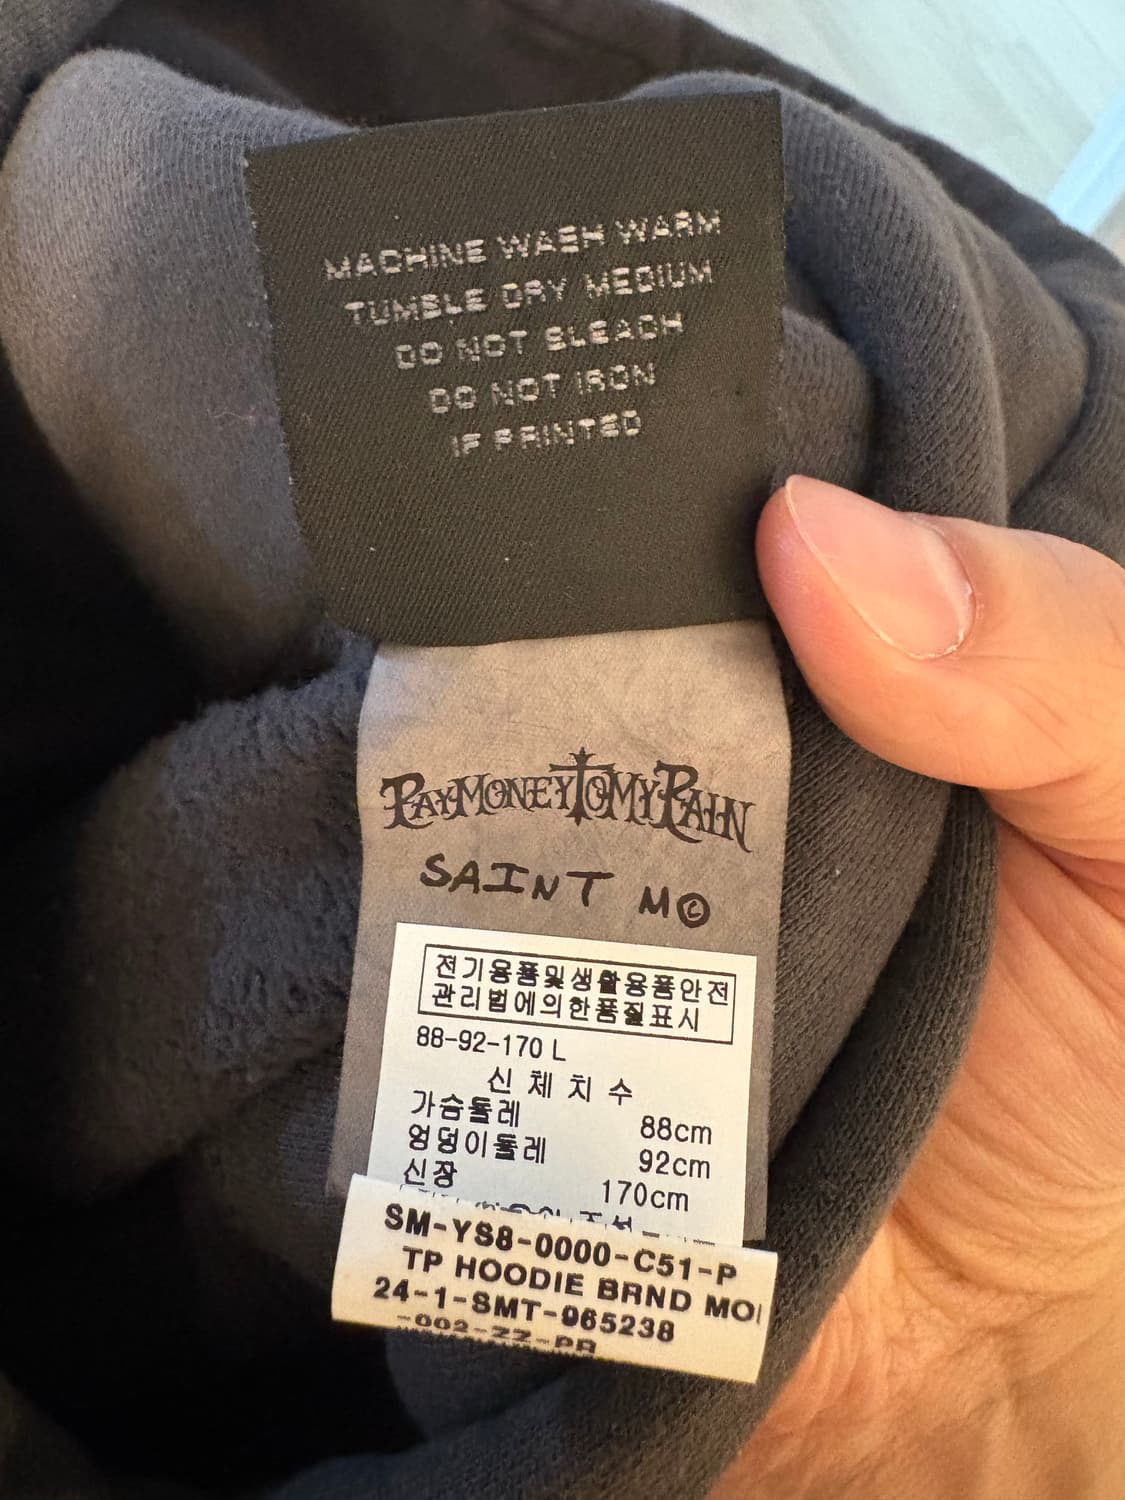 MACHINE WASH WARM
TUMBLE DRY MEDIUM
DO NOT BLEACH
DO NOT IRON
IF PRINTED
PAYMONEYTOMYPAIN
SAINT M©
전기용품및생활용품안전
관리법에의한품질표시
88-92-170 L
신체치수
가슴둘레 88cm
엉덩이둘레 92cm
신장 170cm
SM-YS8-0000-C51-P
TP HOODIE BRND MO
24-1-SMT-965238
-002-ZZ-PR